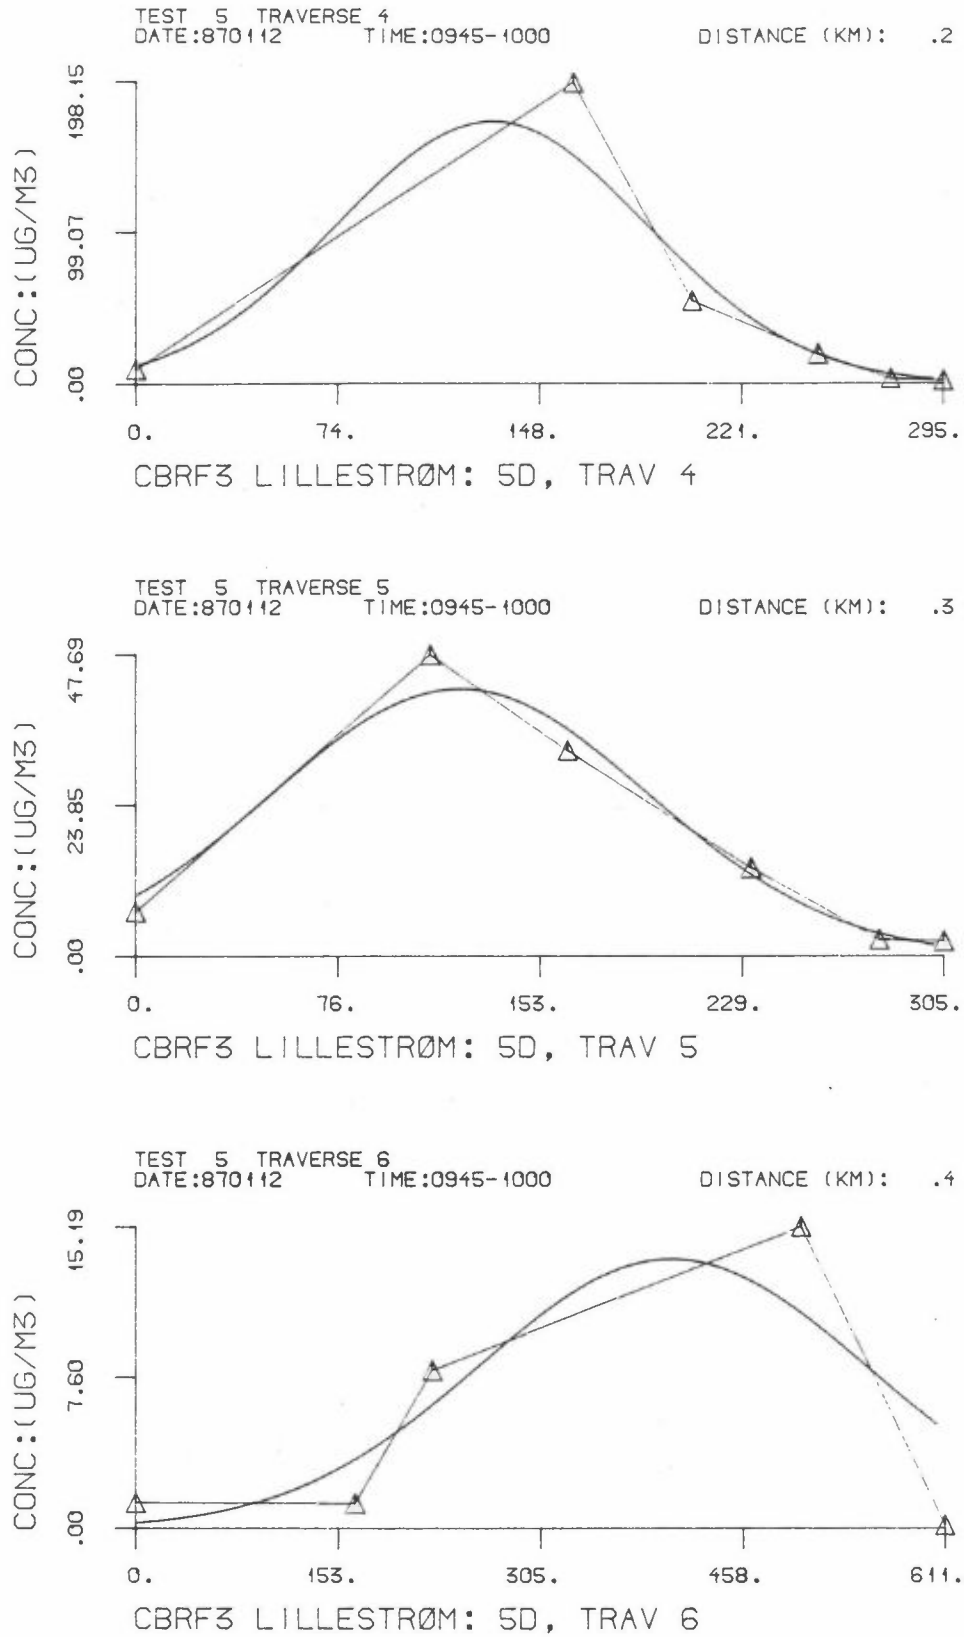 TEST 5 TRAVERSE 4
DATE:870112 TIME:0945-1000 DISTANCE (KM): .2
CONC:(UG/M3)
198.15
99.07
.00
0. 74. 148. 221. 295.
CBRF3 LILLESTRØM: 5D, TRAV 4
TEST 5 TRAVERSE 5
DATE:870112 TIME:0945-1000 DISTANCE (KM): .3
CONC:(UG/M3)
47.69
23.85
.00
0. 76. 153. 229. 305.
CBRF3 LILLESTRØM: 5D, TRAV 5
TEST 5 TRAVERSE 6
DATE:870112 TIME:0945-1000 DISTANCE (KM): .4
CONC:(UG/M3)
15.19
7.60
.00
0. 153. 305. 458. 611.
CBRF3 LILLESTRØM: 5D, TRAV 6